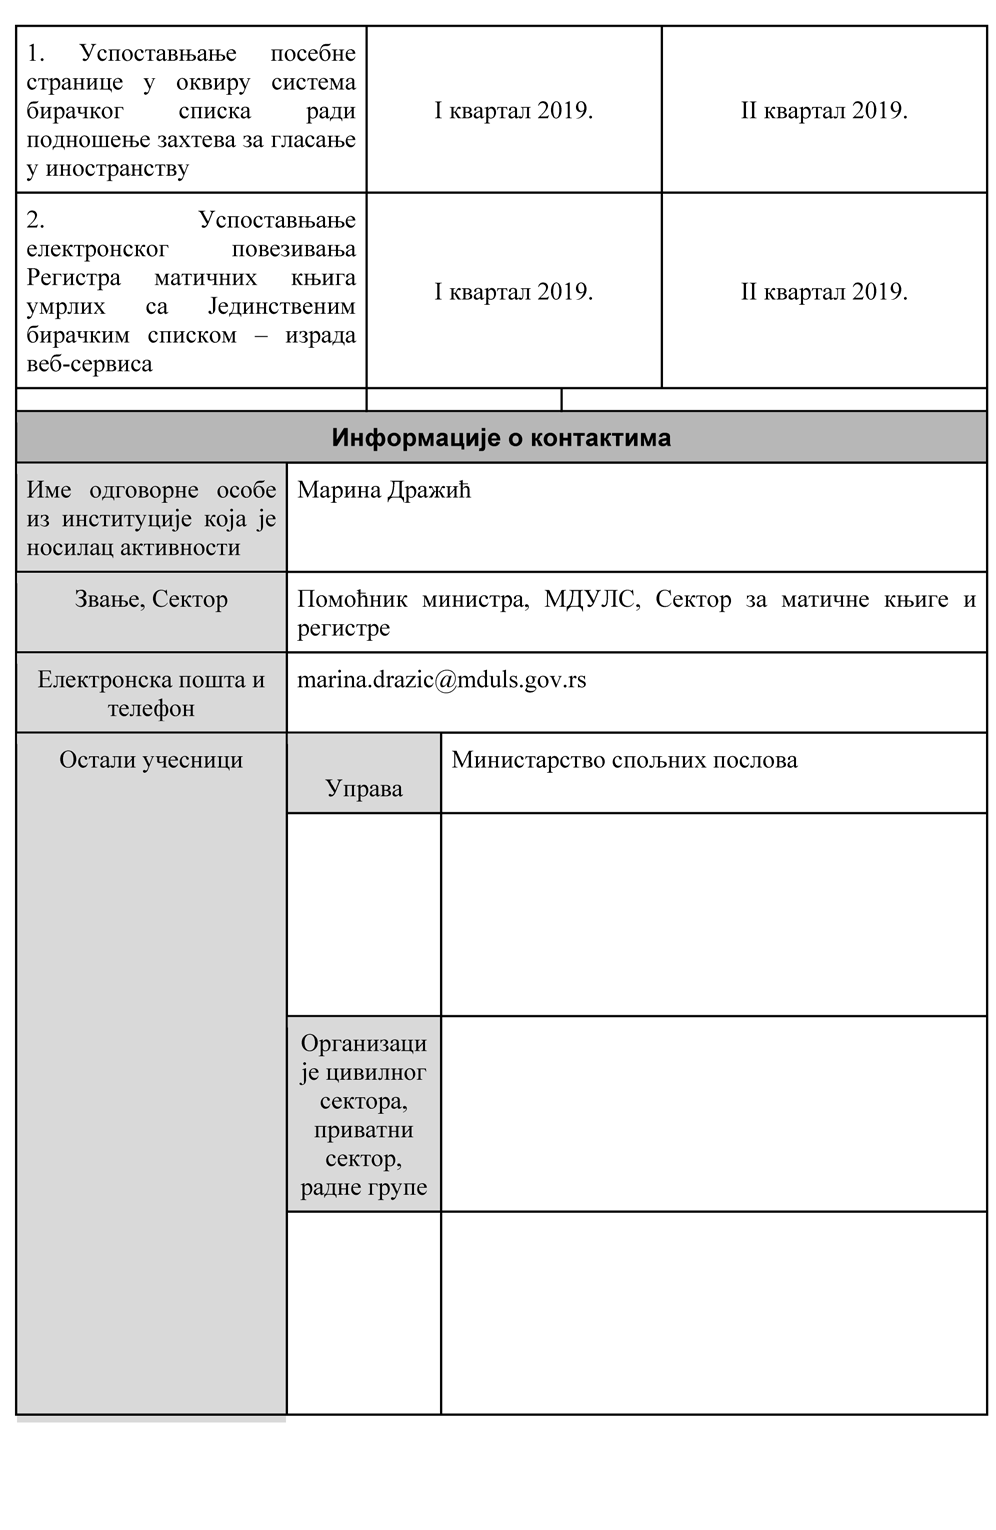 1. Успостављање посебне
странице у оквиру система
бирачког списка ради
подношење захтева за гласање
у иностранству
I квартал 2019.
II квартал 2019.
2. Успостављање
електронског повезивања
Регистра матичних књига
умрлих са Јединственим
бирачким списком – израда
веб-сервиса
I квартал 2019.
II квартал 2019.
Информације о контактима
Име одговорне особе
из институције која је
носилац активности
Марина Дражић
Звање, Сектор
Помоћник министра, МДУЛС, Сектор за матичне књиге и
регистре
Електронска пошта и
телефон
marina.drazic@mduls.gov.rs
Остали учесници
Управа
Министарство спољних послова
Организаци
је цивилног
сектора,
приватни
сектор,
радне групе